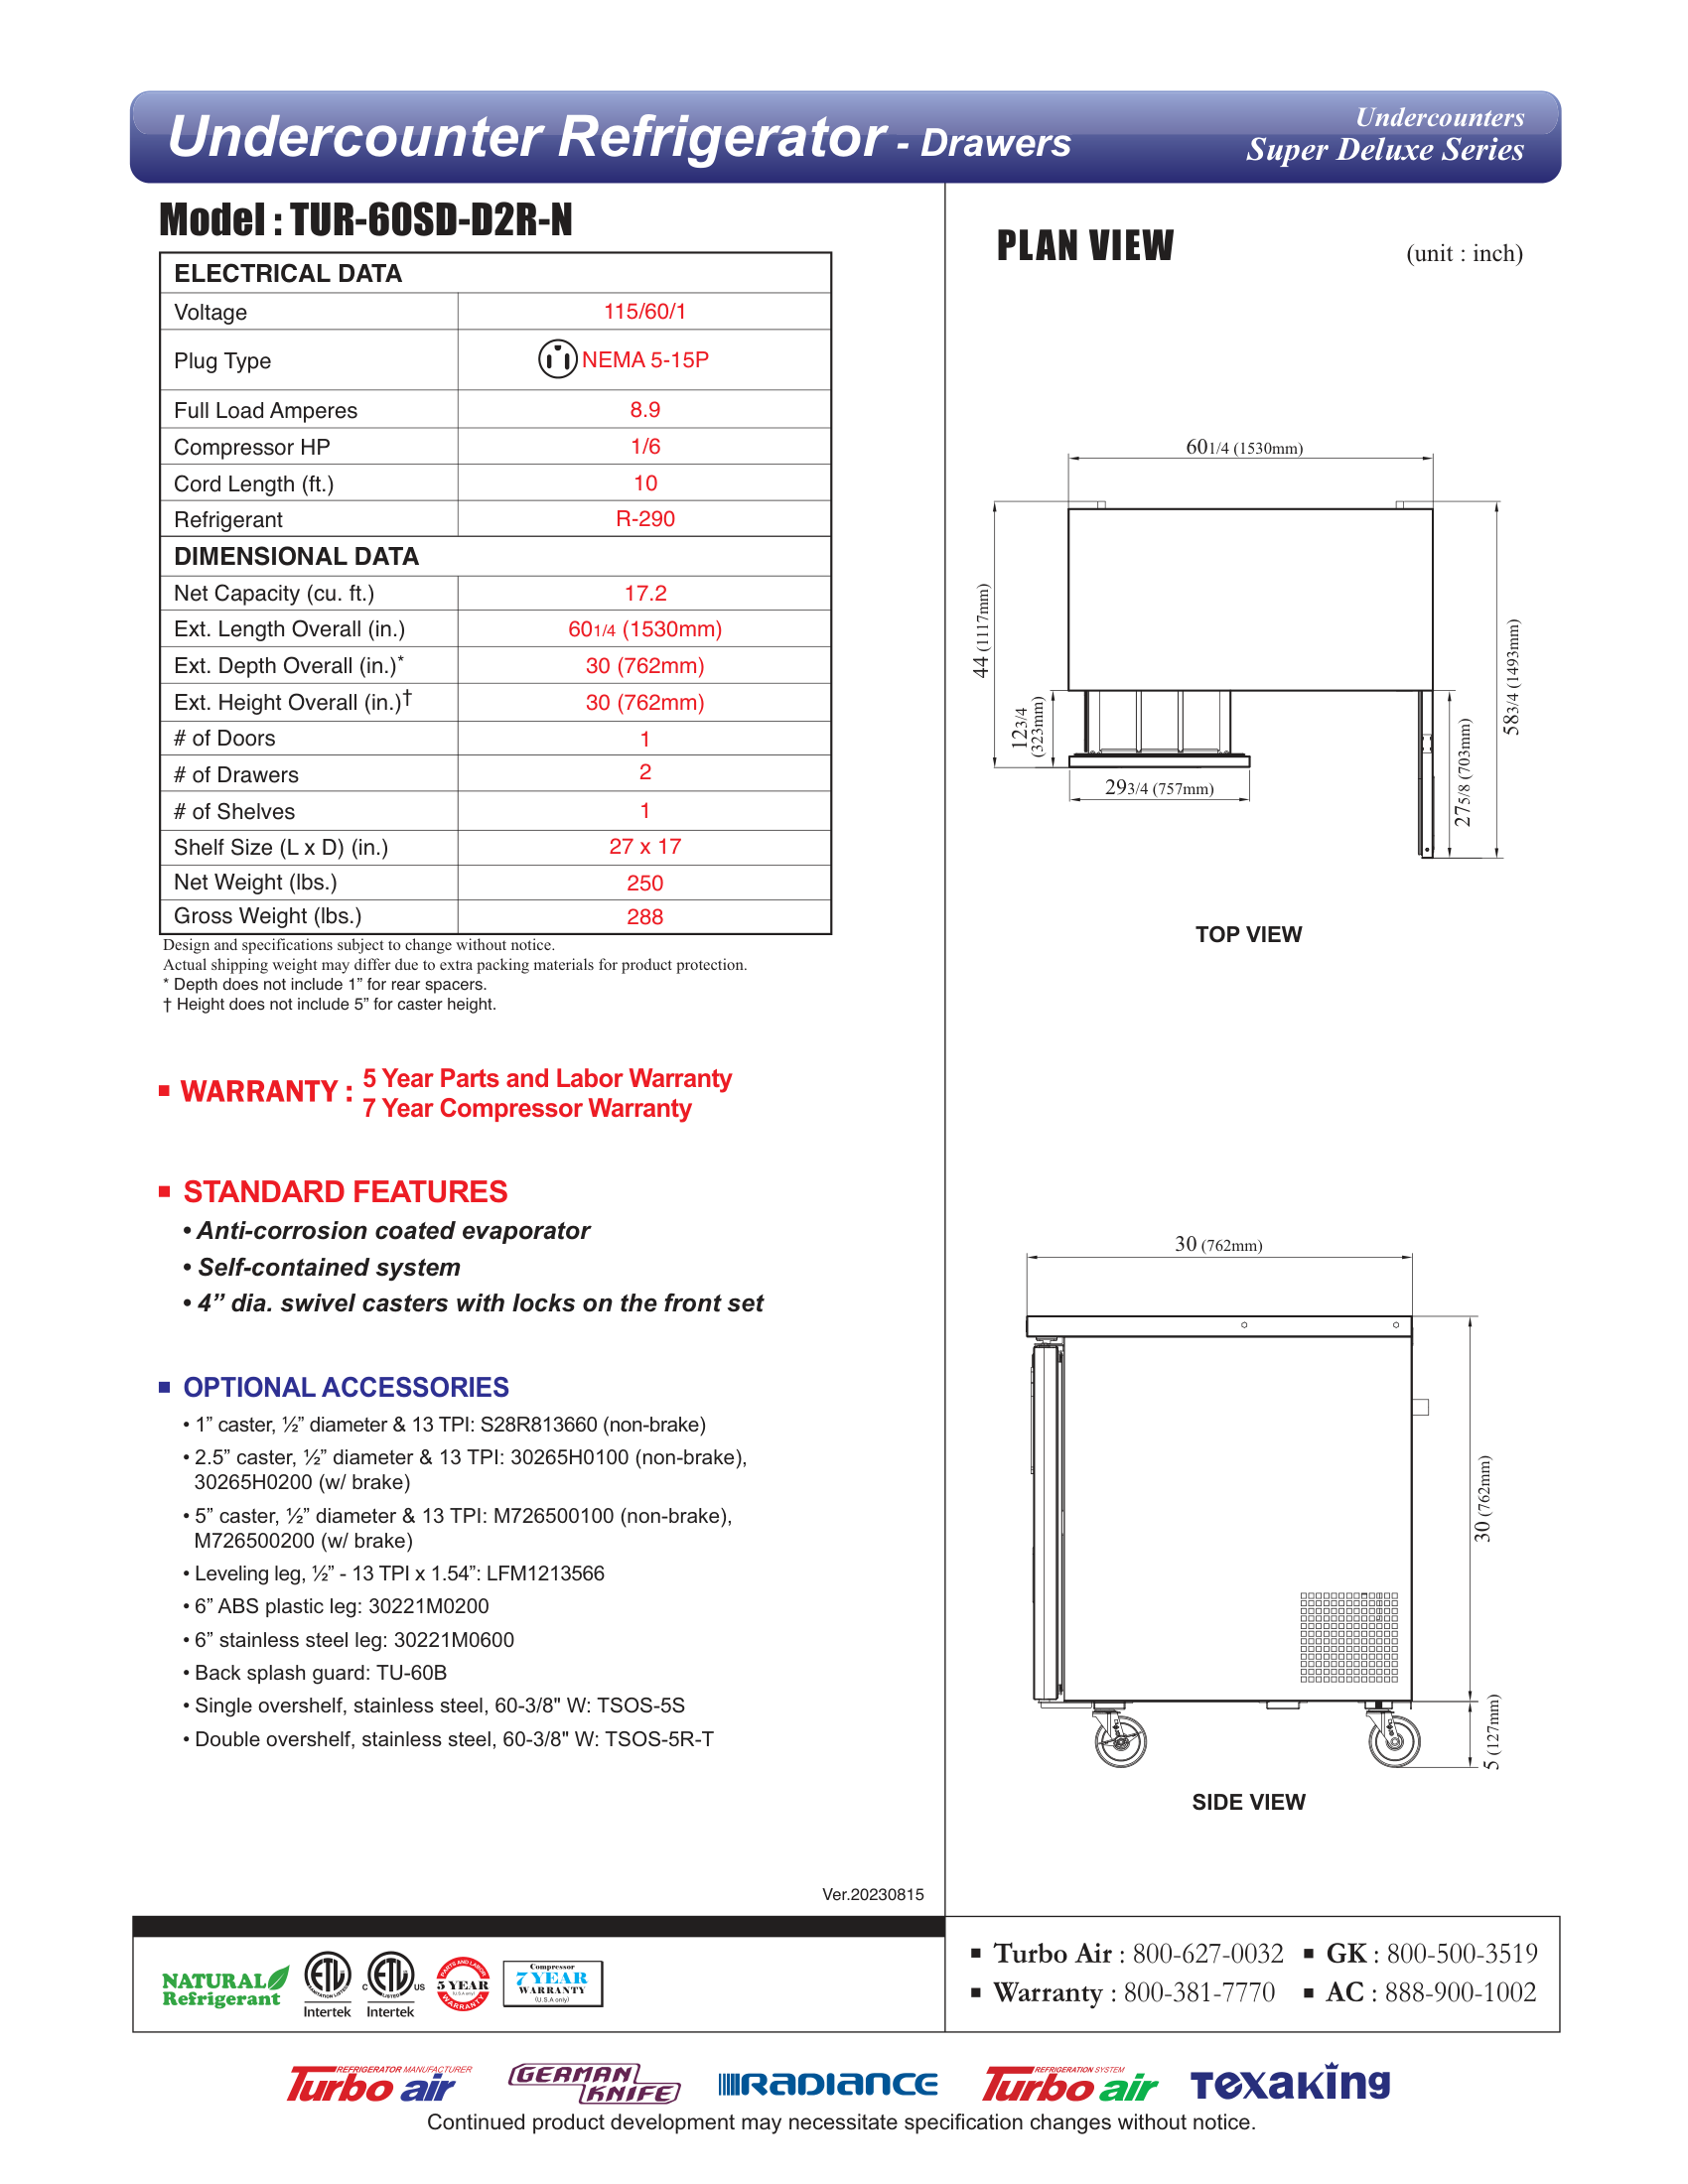 Undercounter Refrigerator - Drawers
Undercounters
Super Deluxe Series
Model : TUR-60SD-D2R-N
ELECTRICAL DATA
Voltage 115/60/1
Plug Type NEMA 5-15P
Full Load Amperes 8.9
Compressor HP 1/6
Cord Length (ft.) 10
Refrigerant R-290
DIMENSIONAL DATA
Net Capacity (cu. ft.) 17.2
Ext. Length Overall (in.) 601/4 (1530mm)
Ext. Depth Overall (in.)* 30 (762mm)
Ext. Height Overall (in.)† 30 (762mm)
# of Doors 1
# of Drawers 2
# of Shelves 1
Shelf Size (L x D) (in.) 27 x 17
Net Weight (lbs.) 250
Gross Weight (lbs.) 288
Design and specifications subject to change without notice.
Actual shipping weight may differ due to extra packing materials for product protection.
* Depth does not include 1” for rear spacers.
† Height does not include 5” for caster height.
■ WARRANTY : 5 Year Parts and Labor Warranty
7 Year Compressor Warranty
■ STANDARD FEATURES
• Anti-corrosion coated evaporator
• Self-contained system
• 4” dia. swivel casters with locks on the front set
■ OPTIONAL ACCESSORIES
• 1” caster, ½” diameter & 13 TPI: S28R813660 (non-brake)
• 2.5” caster, ½” diameter & 13 TPI: 30265H0100 (non-brake),
30265H0200 (w/ brake)
• 5” caster, ½” diameter & 13 TPI: M726500100 (non-brake),
M726500200 (w/ brake)
• Leveling leg, ½” - 13 TPI x 1.54”: LFM1213566
• 6” ABS plastic leg: 30221M0200
• 6” stainless steel leg: 30221M0600
• Back splash guard: TU-60B
• Single overshelf, stainless steel, 60-3/8" W: TSOS-5S
• Double overshelf, stainless steel, 60-3/8" W: TSOS-5R-T
Ver.20230815
PLAN VIEW
(unit : inch)
601/4 (1530mm)
44 (1117mm)
123/4
(323mm)
293/4 (757mm)
275/8 (703mm)
583/4 (1493mm)
TOP VIEW
30 (762mm)
30 (762mm)
5 (127mm)
SIDE VIEW
NATURAL
Refrigerant
ETL
SANITATION LISTED
Intertek
C ETL US
LISTED
Intertek
PARTS AND LABOR
5 YEAR
(U.S.A only)
WARRANTY
Compressor
7 YEAR
WARRANTY
(U.S.A only)
■ Turbo Air : 800-627-0032 ■ GK : 800-500-3519
■ Warranty : 800-381-7770 ■ AC : 888-900-1002
REFRIGERATOR MANUFACTURER
Turbo air
GERMAN
KNIFE
RADIANCE
REFRIGERATION SYSTEM
Turbo air
Texaking
Continued product development may necessitate specification changes without notice.